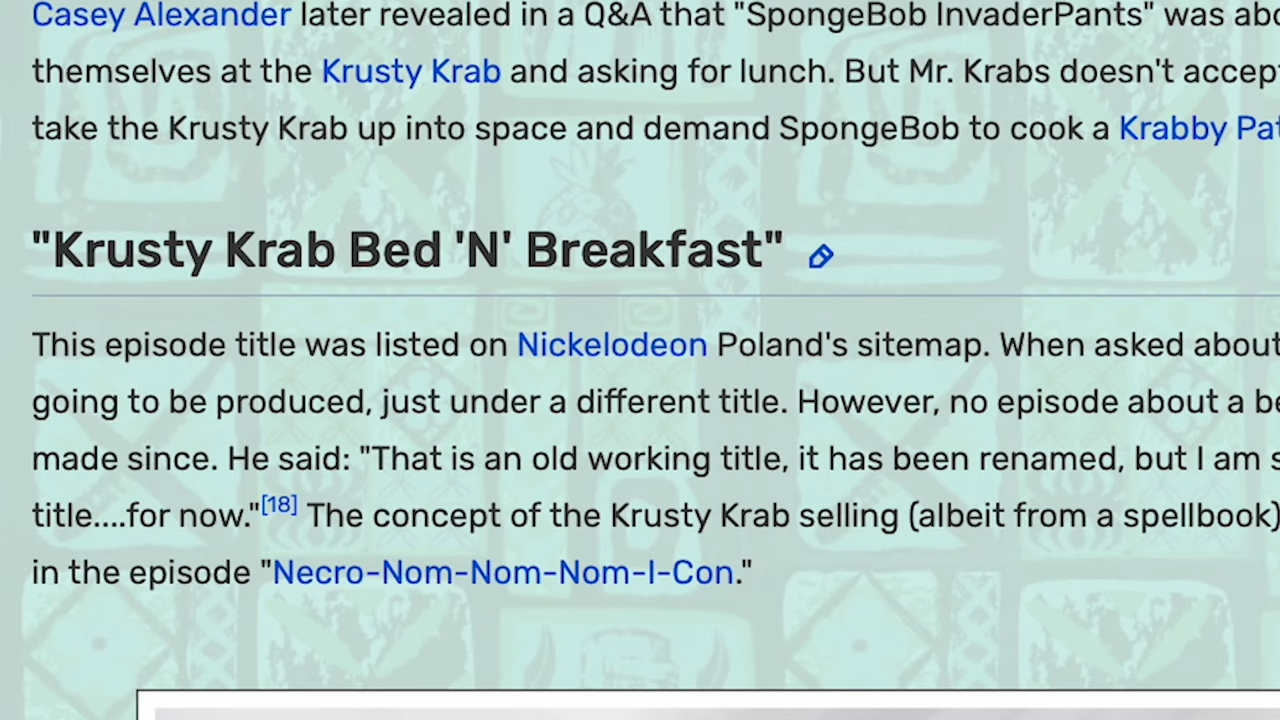 Casey Alexander later revealed in a Q&A that "SpongeBob InvaderPants" was
themselves at the Krusty Krab and asking for lunch. But Mr. Krabs doesn't
take the Krusty Krab up into space and demand SpongeBob to cook a Krabby
"Krusty Krab Bed 'N' Breakfast"
This episode title was listed on Nickelodeon Poland's sitemap. When asked about
going to be produced, just under a different title. However, no episode about a
made since. He said: "That is an old working title, it has been renamed, but I am
title....for now."[18] The concept of the Krusty Krab selling (albeit from a spellbook)
in the episode "Necro-Nom-Nom-Nom-I-Con."